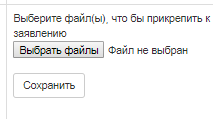 Выберите файл(ы), что бы прикрепить к
заявлению
Выбрать файлы Файл не выбран
Сохранить